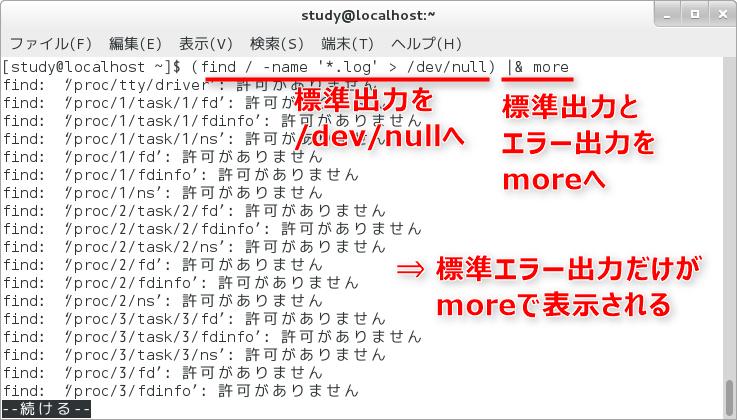 study@localhost:~
ファイル(F) 編集(E) 表示(V) 検索(S) 端末(T) ヘルプ(H)
[study@localhost ~]$ (find / -name '*.log' > /dev/null) |& more
find: ‘/proc/tty/driver’: 許可がありません
find: ‘/proc/1/task/1/fd’: 許可がありません
find: ‘/proc/1/task/1/fdinfo’: 許可がありません
find: ‘/proc/1/task/1/ns’: 許可がありません
find: ‘/proc/1/fd’: 許可がありません
find: ‘/proc/1/fdinfo’: 許可がありません
find: ‘/proc/1/ns’: 許可がありません
find: ‘/proc/2/task/2/fd’: 許可がありません
find: ‘/proc/2/task/2/fdinfo’: 許可がありません
find: ‘/proc/2/task/2/ns’: 許可がありません
find: ‘/proc/2/fd’: 許可がありません
find: ‘/proc/2/fdinfo’: 許可がありません
find: ‘/proc/2/ns’: 許可がありません
find: ‘/proc/3/task/3/fd’: 許可がありません
find: ‘/proc/3/task/3/fdinfo’: 許可がありません
find: ‘/proc/3/task/3/ns’: 許可がありません
find: ‘/proc/3/fd’: 許可がありません
find: ‘/proc/3/fdinfo’: 許可がありません
--続ける--
標準出力を
/dev/nullへ
標準出力と
エラー出力を
moreへ
⇒ 標準エラー出力だけが
moreで表示される